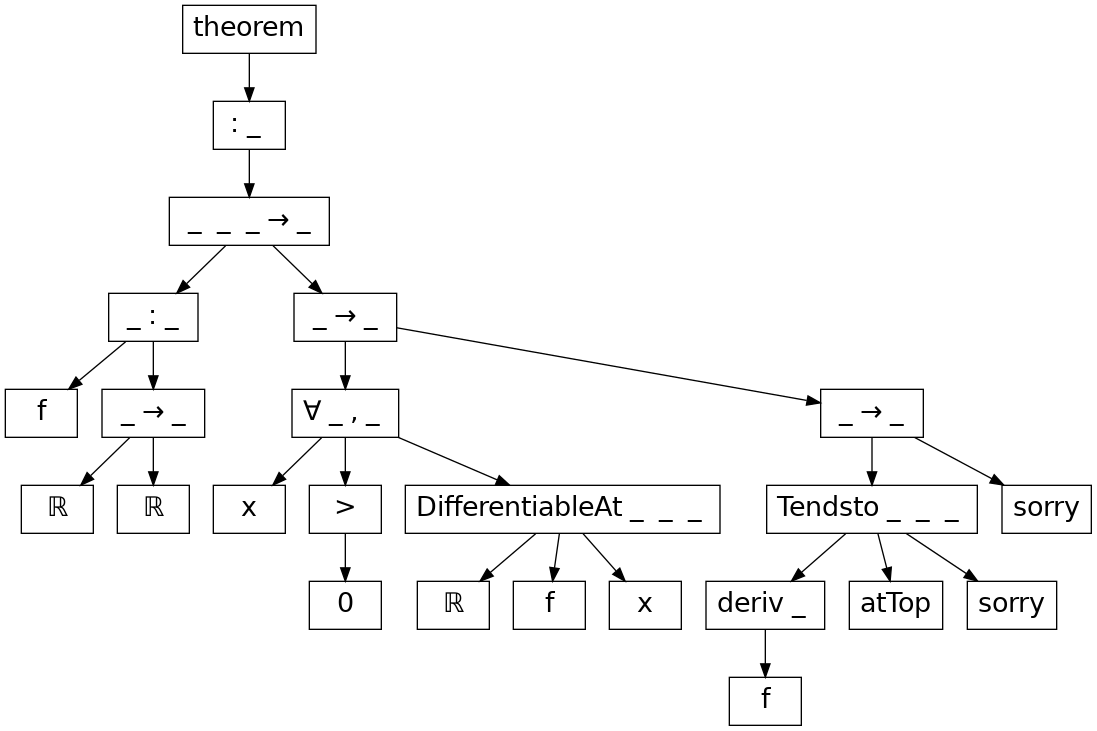 theorem
: _
_ _ _ → _
_ : _
_ → _
f
_ → _
∀ _ , _
_ → _
ℝ
ℝ
x
>
DifferentiableAt _ _ _
Tendsto _ _ _
sorry
0
ℝ
f
x
deriv _
atTop
sorry
f